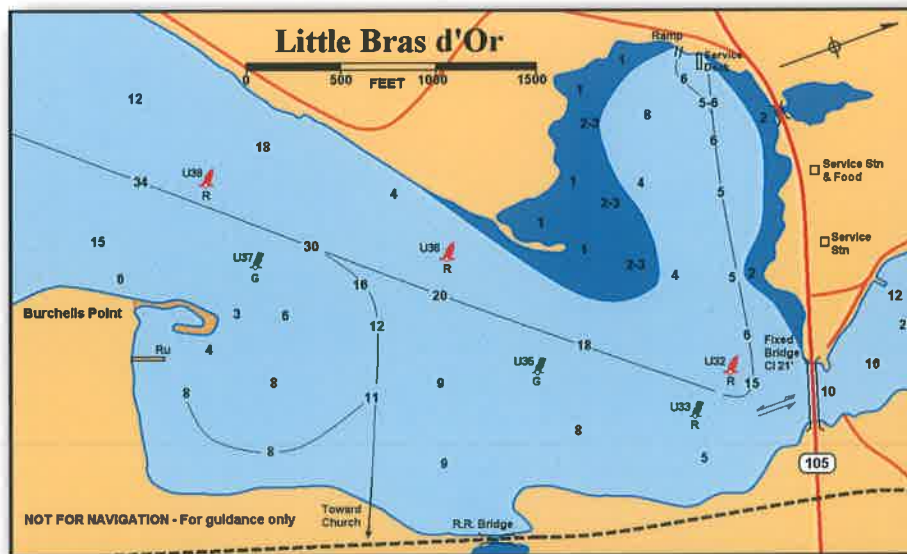 Little Bras d'Or
0 500 1000 1500
FEET
Ramp
Service Dock
1
1
6
5-6
2
12
2-3
8
6
18
1
4
5
Service Stn
& Food
U38
R
34
4
1
2-3
Service
Stn
15
30
U36
R
1
2-3
4
5
2
U37
G
6
16
20
12
2
Burchells Point
3
6
12
18
6
Fixed
Bridge
Cl 21'
Ru
4
U35
G
U32
R
15
10
16
8
8
11
9
U33
R
8
8
9
5
105
NOT FOR NAVIGATION - For guidance only
Toward
Church
R.R. Bridge